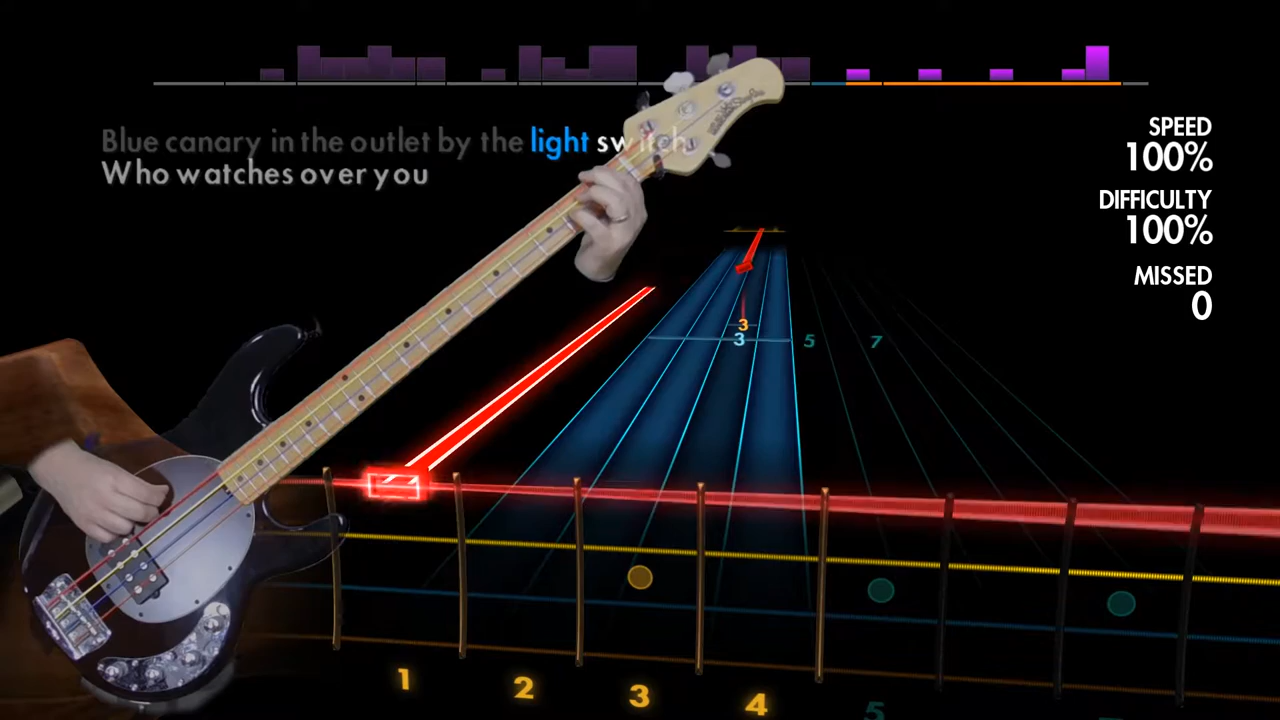 Blue canary in the outlet by the light switch
Who watches over you
SPEED
100%
DIFFICULTY
100%
MISSED
0
3
3 5 7
1 2 3 4 5